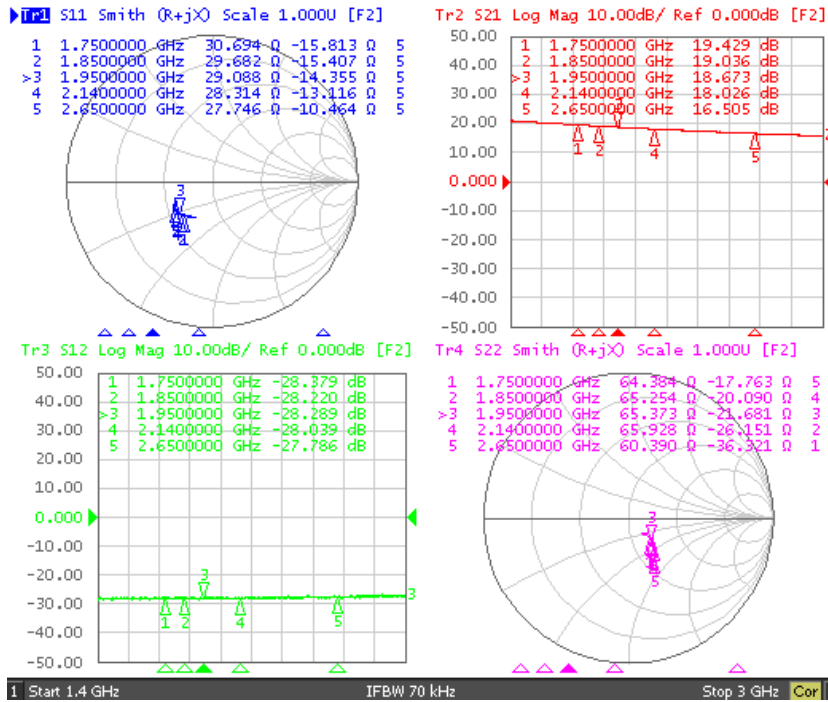 Tr1 S11 Smith (R+jX) Scale 1.000U [F2]
1 1.7500000 GHz 30.694 Ω -15.813 Ω 5
2 1.8500000 GHz 29.682 Ω -15.407 Ω 5
>3 1.9500000 GHz 29.088 Ω -14.355 Ω 5
4 2.1400000 GHz 28.314 Ω -13.116 Ω 5
5 2.6500000 GHz 27.746 Ω -10.464 Ω 5
3
Tr2 S21 Log Mag 10.00dB/ Ref 0.000dB [F2]
50.00
40.00
30.00
20.00
10.00
0.000
-10.00
-20.00
-30.00
-40.00
-50.00
1 1.7500000 GHz 19.429 dB
2 1.8500000 GHz 19.036 dB
>3 1.9500000 GHz 18.673 dB
4 2.1400000 GHz 18.026 dB
5 2.6500000 GHz 16.505 dB
1 2 4 5
Tr3 S12 Log Mag 10.00dB/ Ref 0.000dB [F2]
50.00
40.00
30.00
20.00
10.00
0.000
-10.00
-20.00
-30.00
-40.00
-50.00
1 1.7500000 GHz -28.379 dB
2 1.8500000 GHz -28.220 dB
>3 1.9500000 GHz -28.289 dB
4 2.1400000 GHz -28.039 dB
5 2.6500000 GHz -27.786 dB
3
3
1 2 4 5
Tr4 S22 Smith (R+jX) Scale 1.000U [F2]
1 1.7500000 GHz 64.384 Ω -17.763 Ω 5
2 1.8500000 GHz 65.254 Ω -20.090 Ω 4
>3 1.9500000 GHz 65.373 Ω -21.681 Ω 3
4 2.1400000 GHz 65.928 Ω -26.151 Ω 2
5 2.6500000 GHz 60.390 Ω -36.321 Ω 1
3
5
1 Start 1.4 GHz IFBW 70 kHz Stop 3 GHz Cor